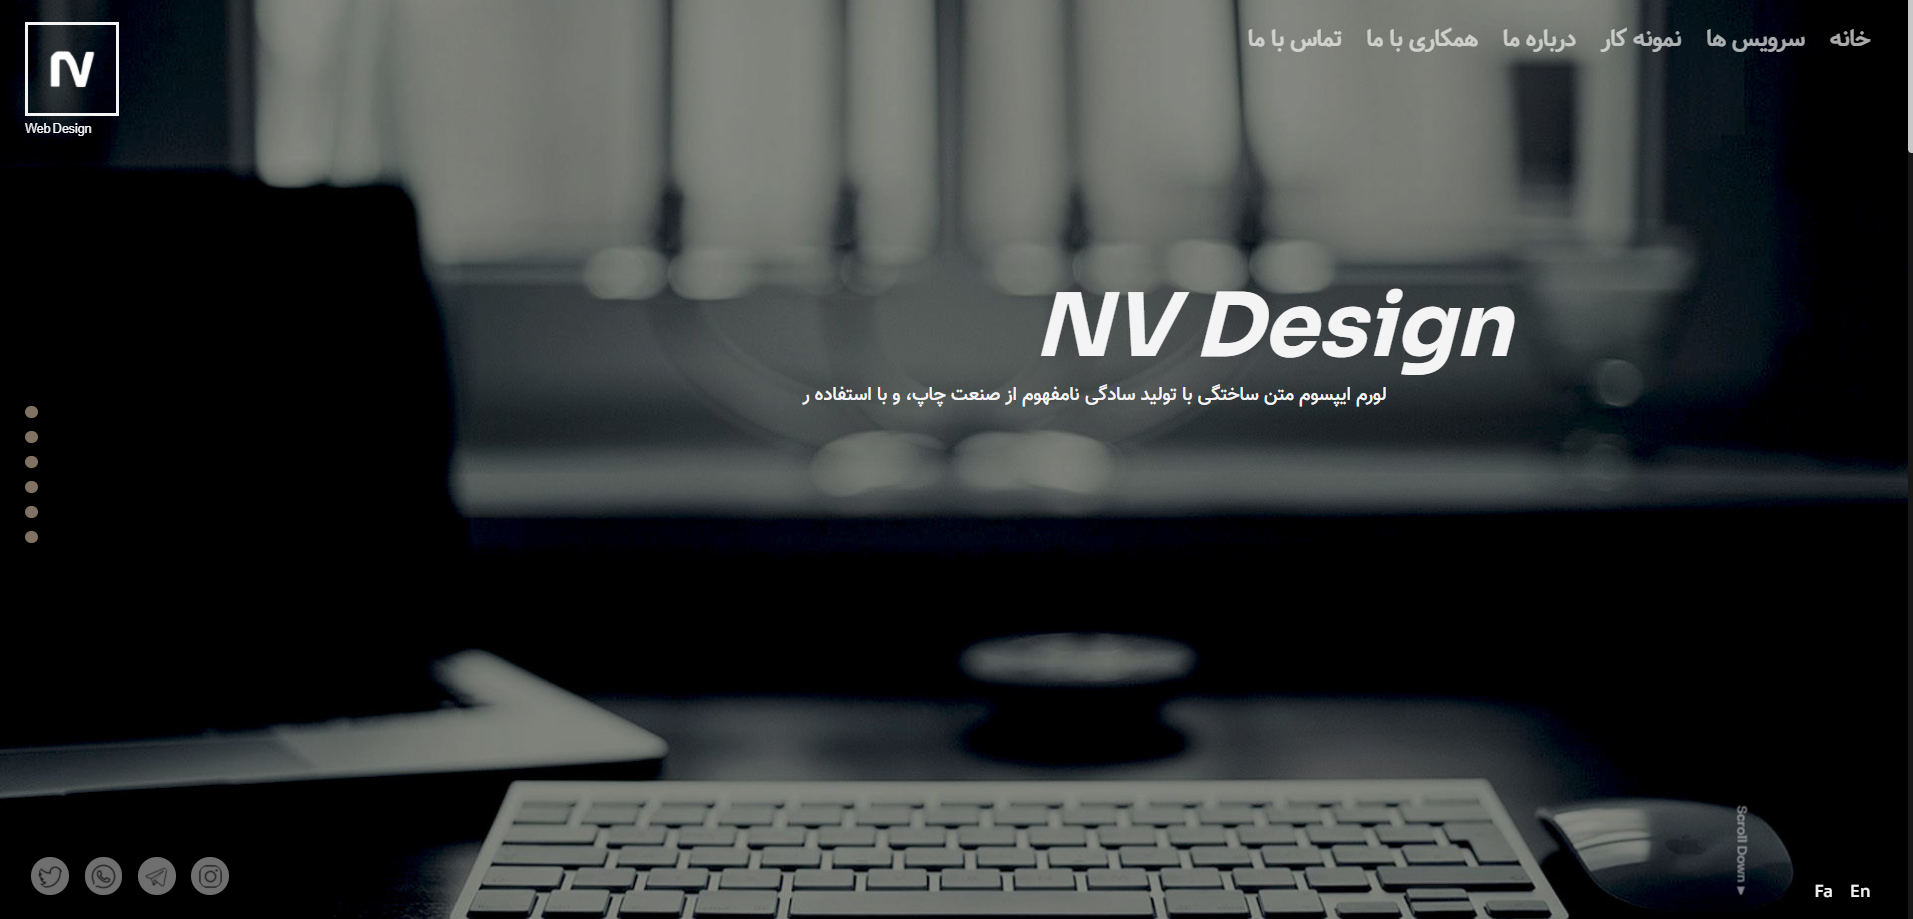 NV
Web Design
خانه
سرویس ها
نمونه کار
درباره ما
همکاری با ما
تماس با ما
NV Design
لورم ایپسوم متن ساختگی با تولید سادگی نامفهوم از صنعت چاپ، و با استفاده ر
Scroll Down
Fa En